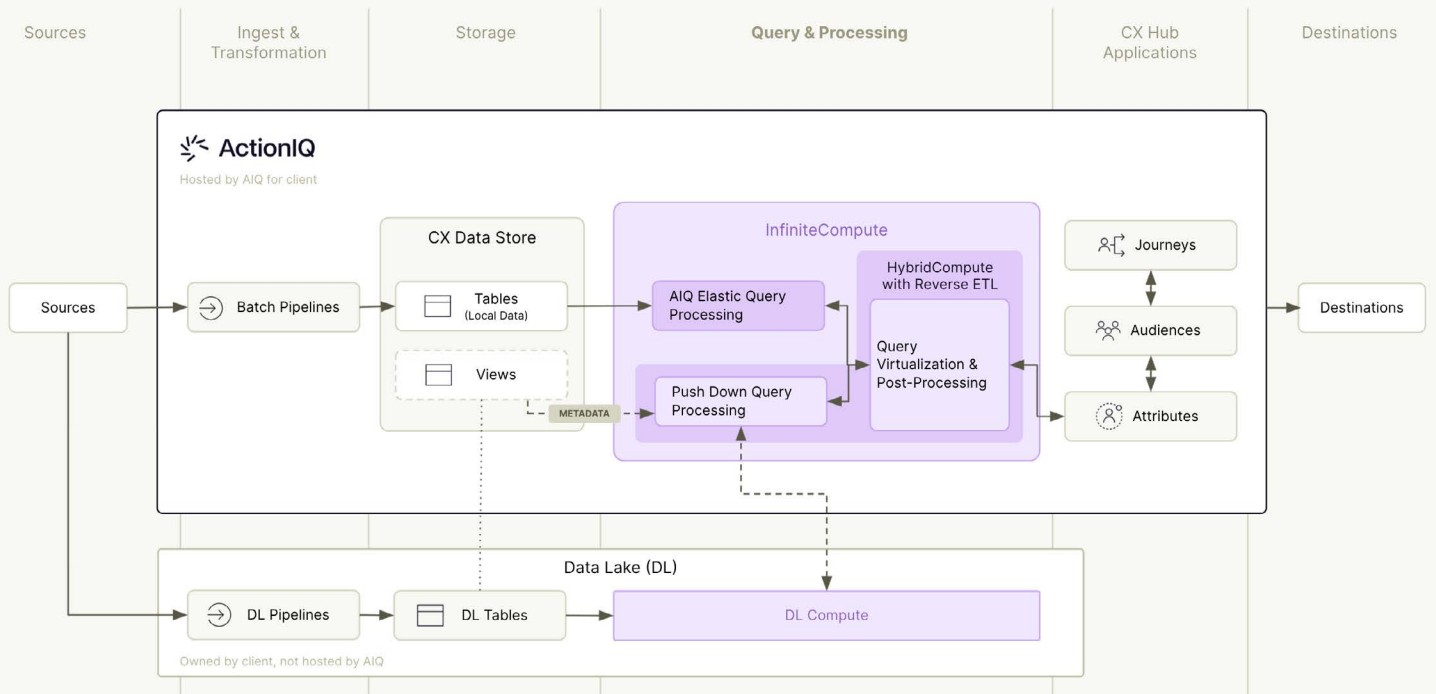 Sources
Ingest &
Transformation
Storage
Query & Processing
CX Hub
Applications
Destinations
ActionIQ
Hosted by AIQ for client
CX Data Store
InfiniteCompute
HybridCompute
with Reverse ETL
Journeys
Sources
Batch Pipelines
Tables
(Local Data)
AIQ Elastic Query
Processing
Query
Virtualization &
Post-Processing
Audiences
Destinations
Views
METADATA
Push Down Query
Processing
Attributes
Data Lake (DL)
DL Pipelines
DL Tables
DL Compute
Owned by client, not hosted by AIQ